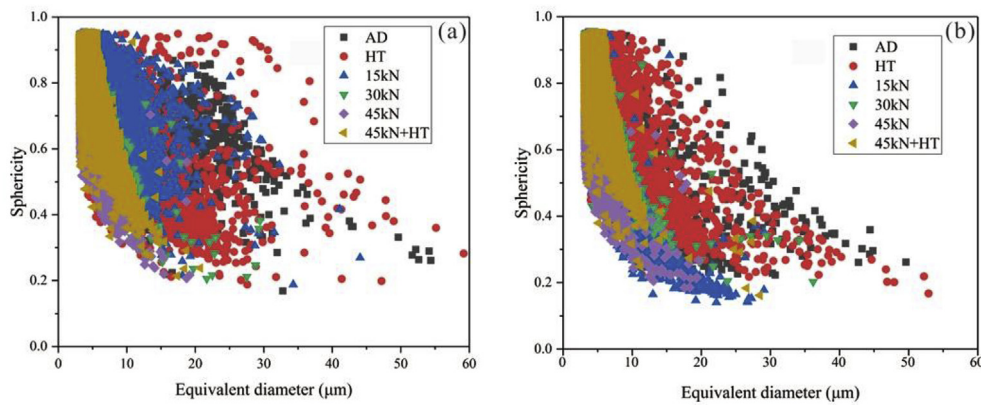 (a)
AD
HT
15kN
30kN
45kN
45kN+HT
1.0
0.8
0.6
0.4
0.2
0.0
Sphericity
0 10 20 30 40 50 60
Equivalent diameter (μm)
(b)
AD
HT
15kN
30kN
45kN
45kN+HT
1.0
0.8
0.6
0.4
0.2
0.0
Sphericity
0 10 20 30 40 50 60
Equivalent diameter (μm)